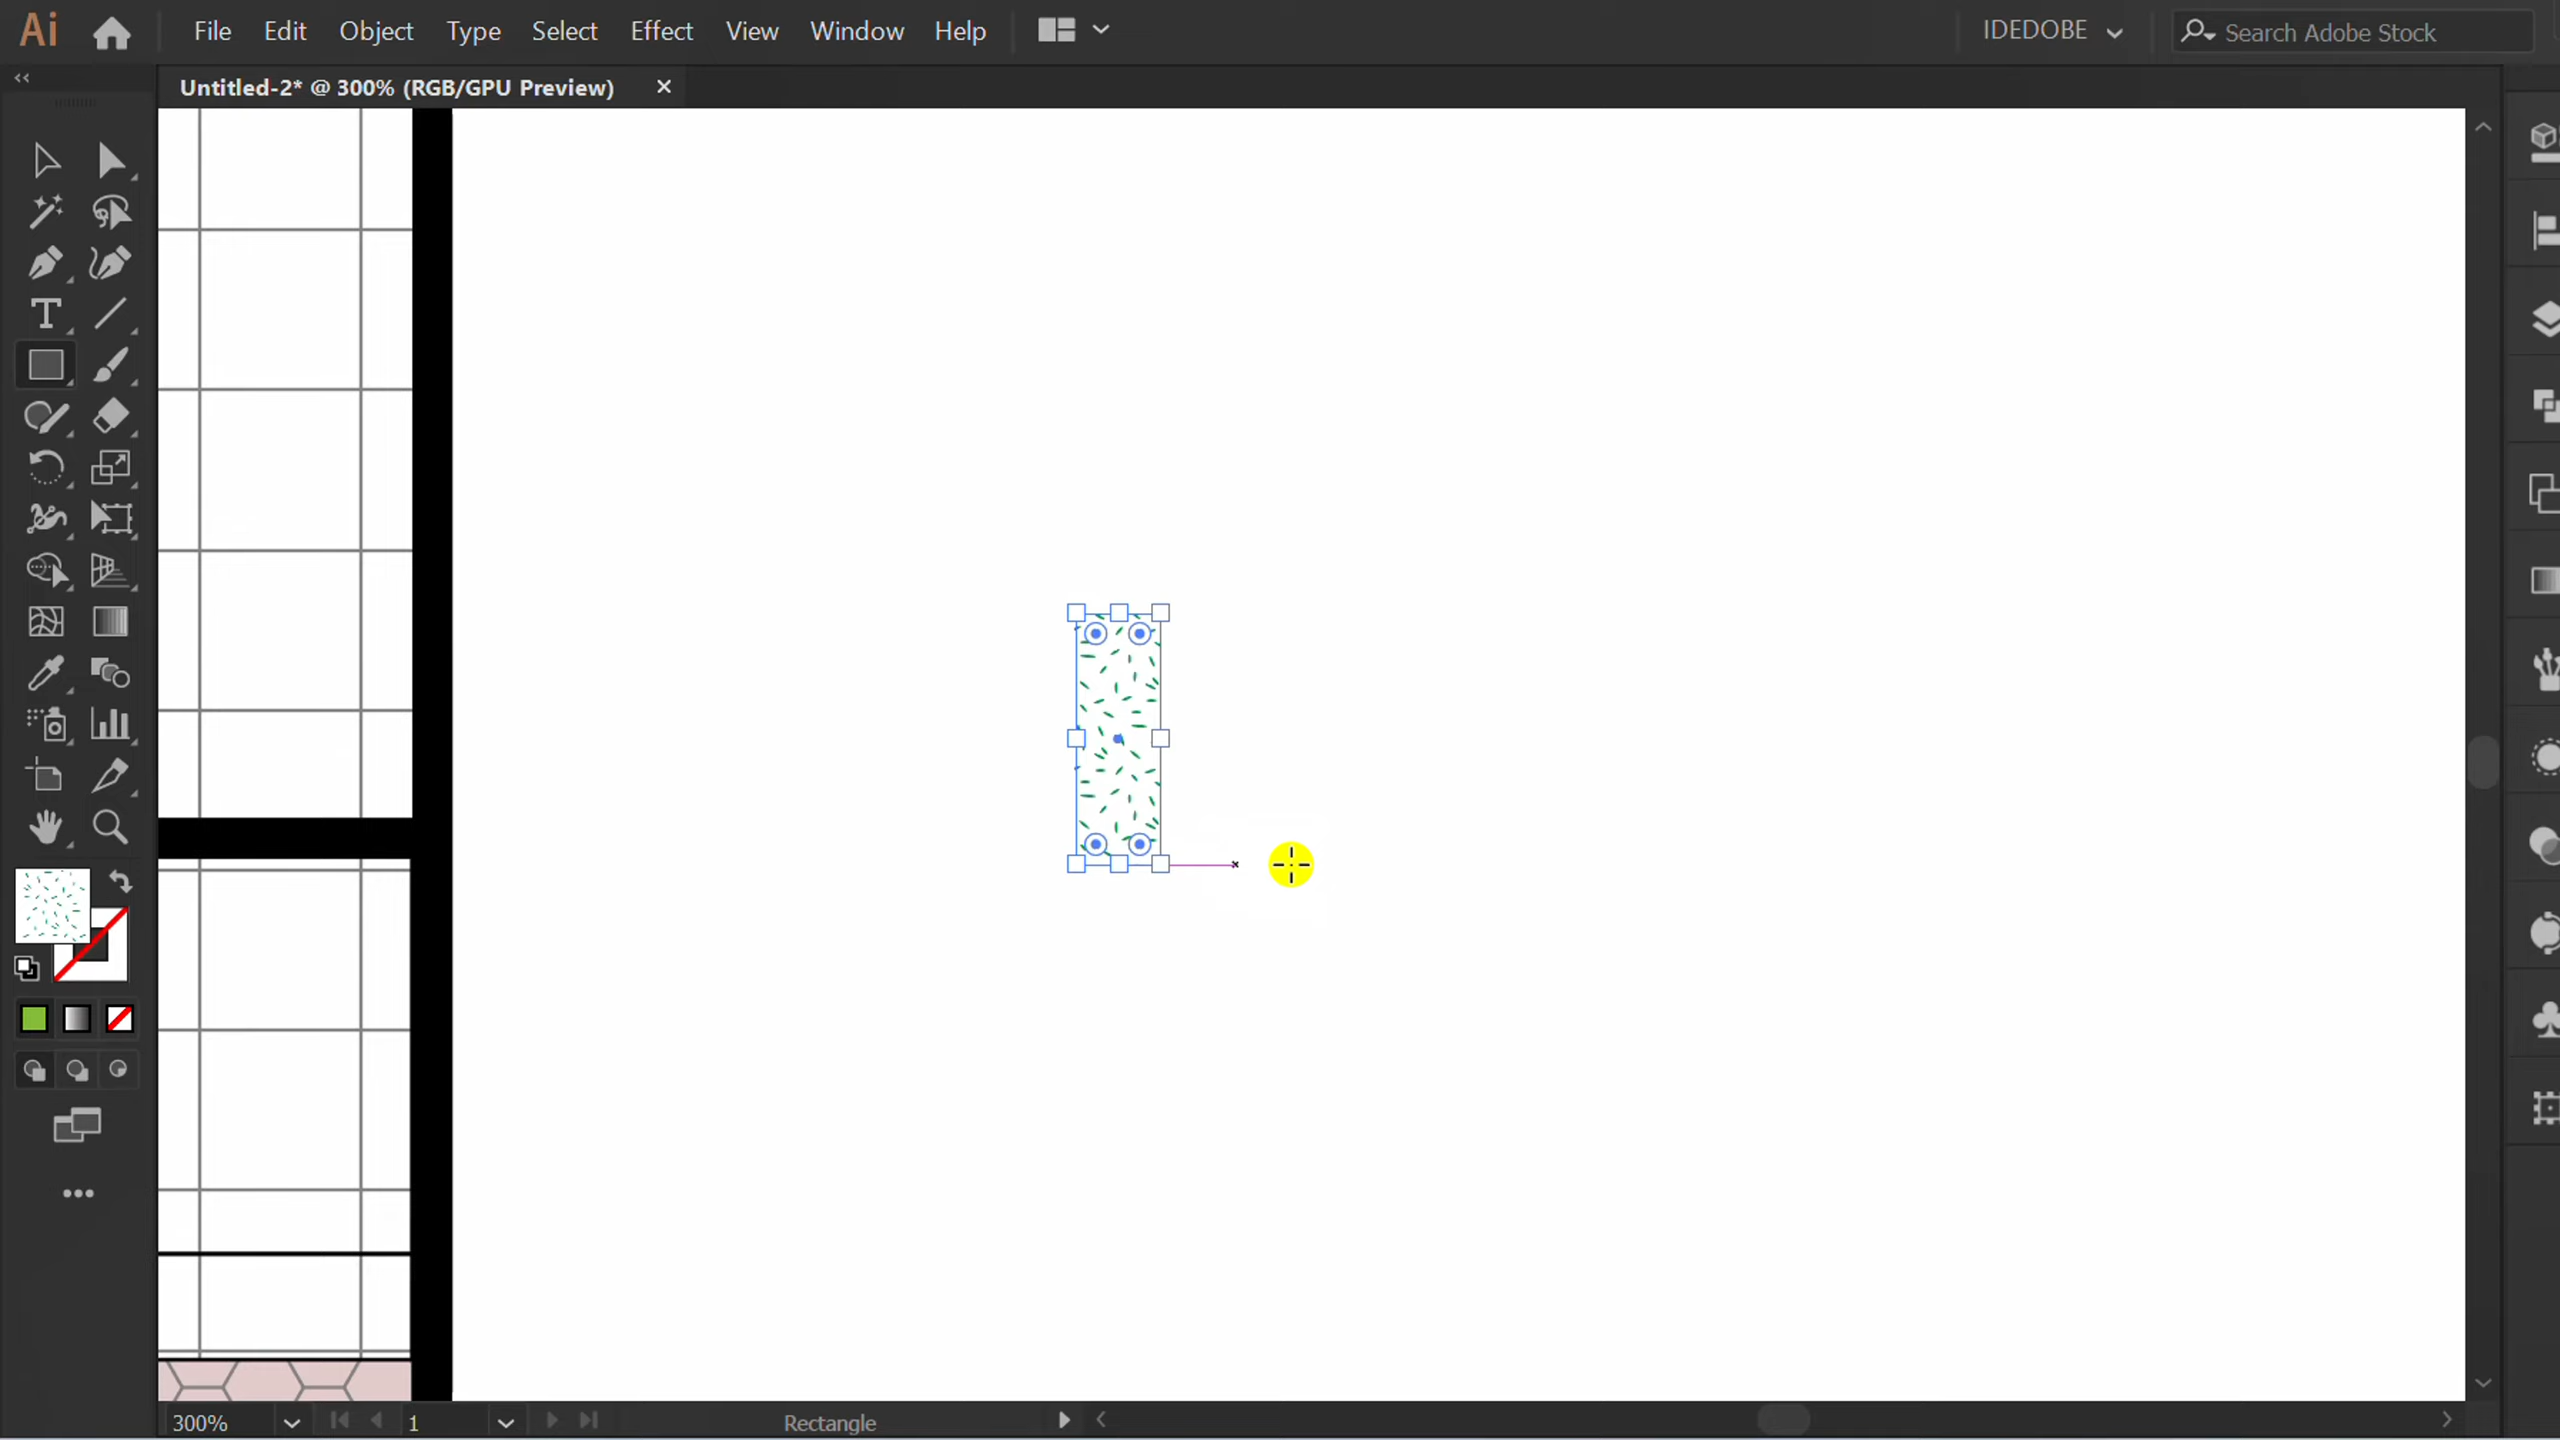 Ai File Edit Object Type Select Effect View Window Help IDEDOBE Search Adobe Stock
Untitled-2* @ 300% (RGB/GPU Preview)
300% 1 Rectangle